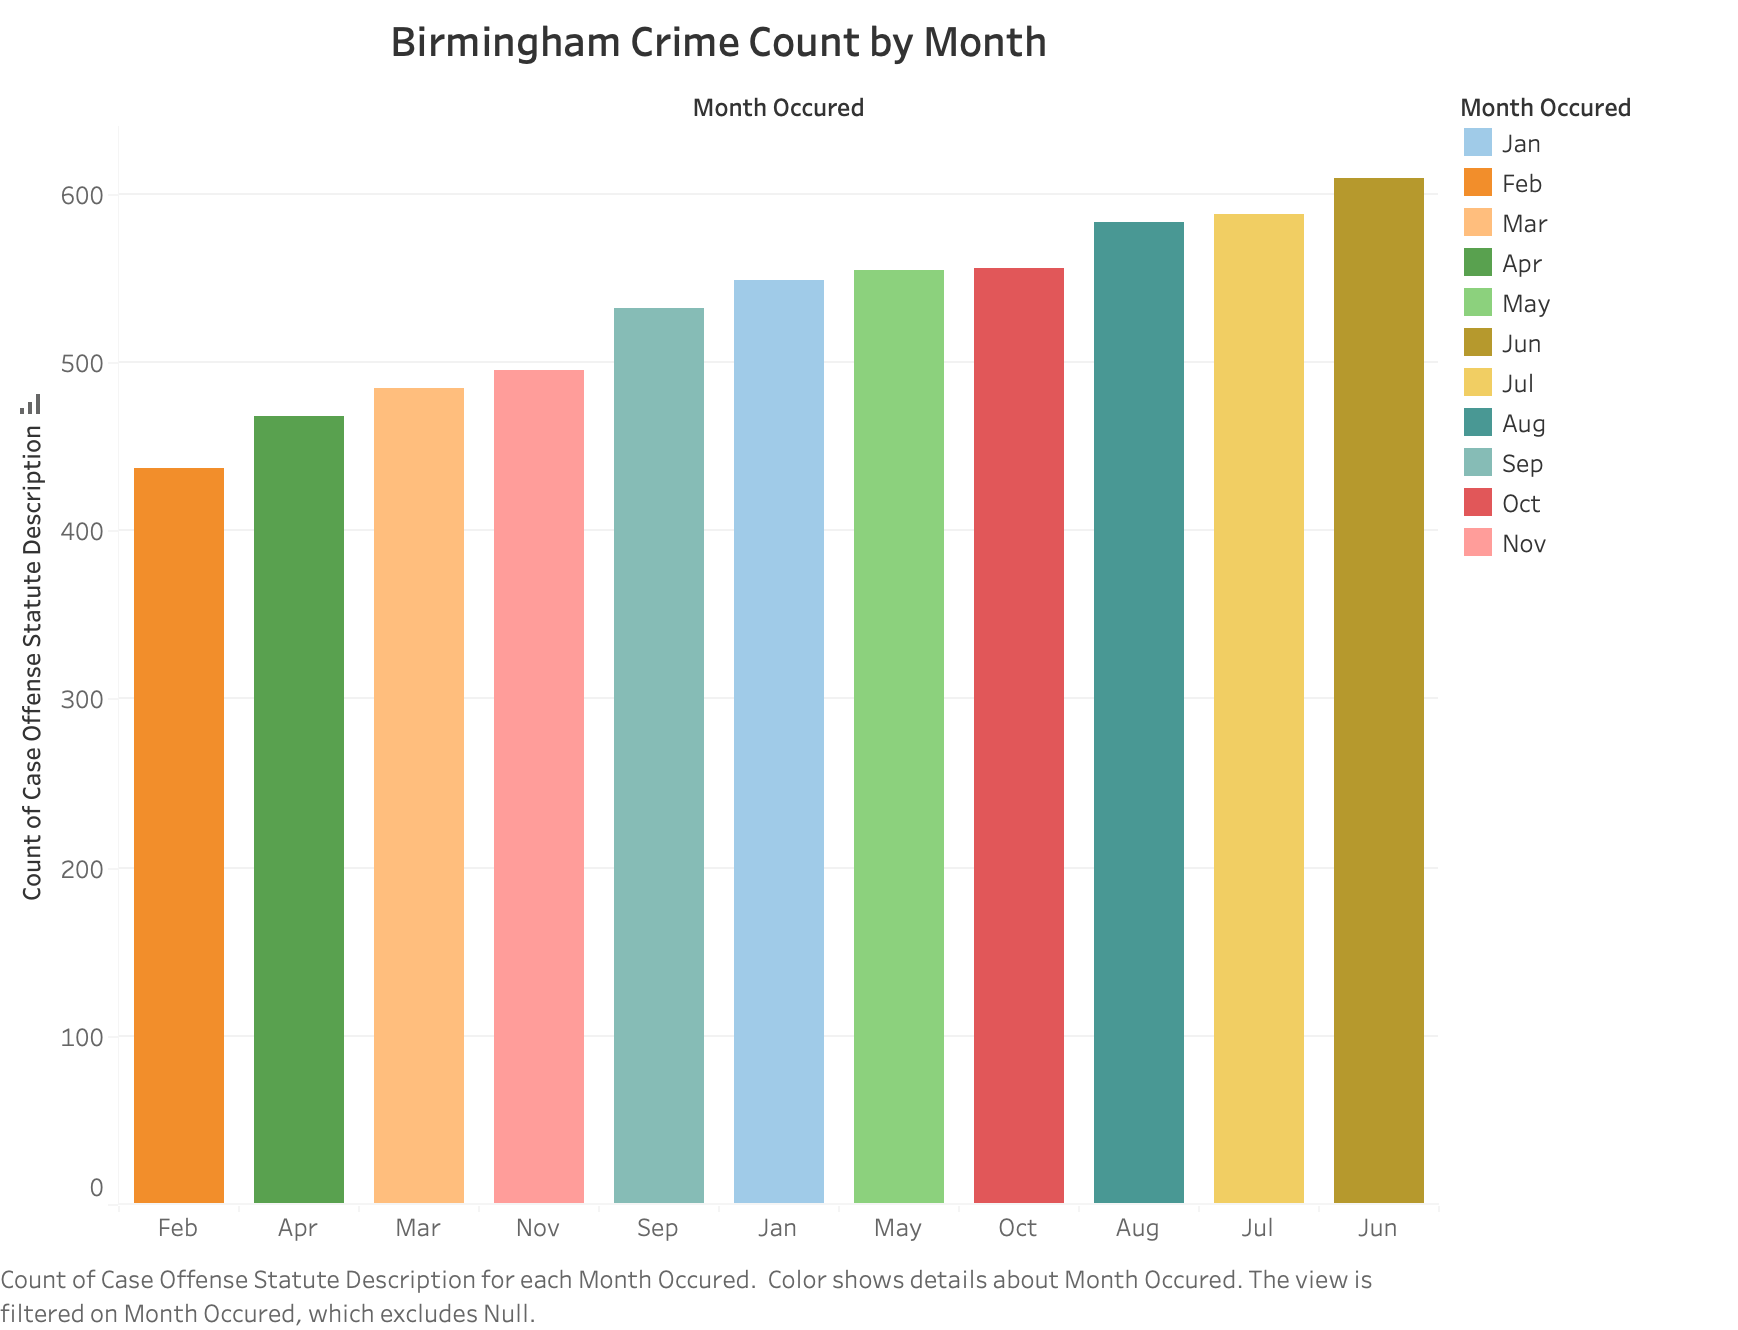 Birmingham Crime Count by Month
Month Occured
Month Occured
Jan
Feb
Mar
Apr
May
Jun
Jul
Aug
Sep
Oct
Nov
Count of Case Offense Statute Description
600
500
400
300
200
100
0
Feb Apr Mar Nov Sep Jan May Oct Aug Jul Jun
Count of Case Offense Statute Description for each Month Occured.  Color shows details about Month Occured. The view is
filtered on Month Occured, which excludes Null.